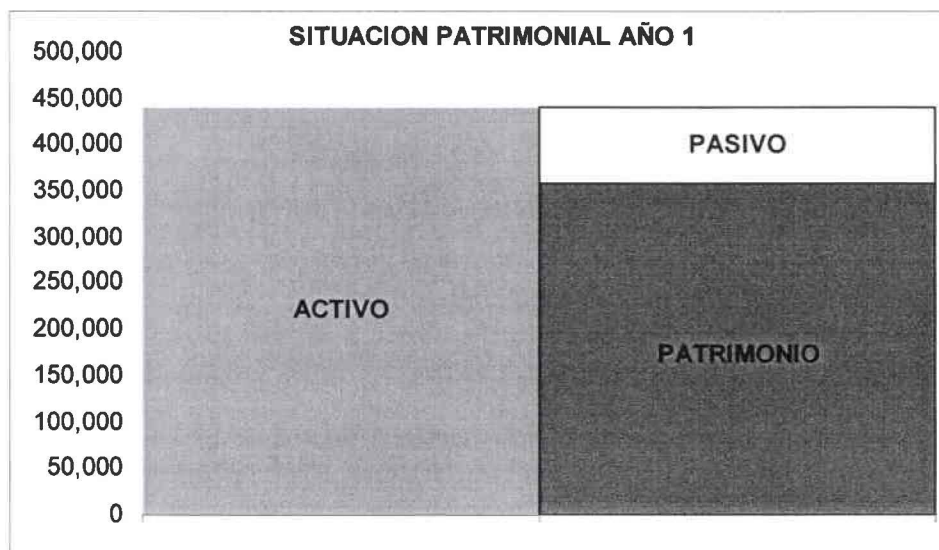 SITUACION PATRIMONIAL AÑO 1
500,000
450,000
400,000
350,000
300,000
250,000
200,000
150,000
100,000
50,000
0
PASIVO
ACTIVO
PATRIMONIO